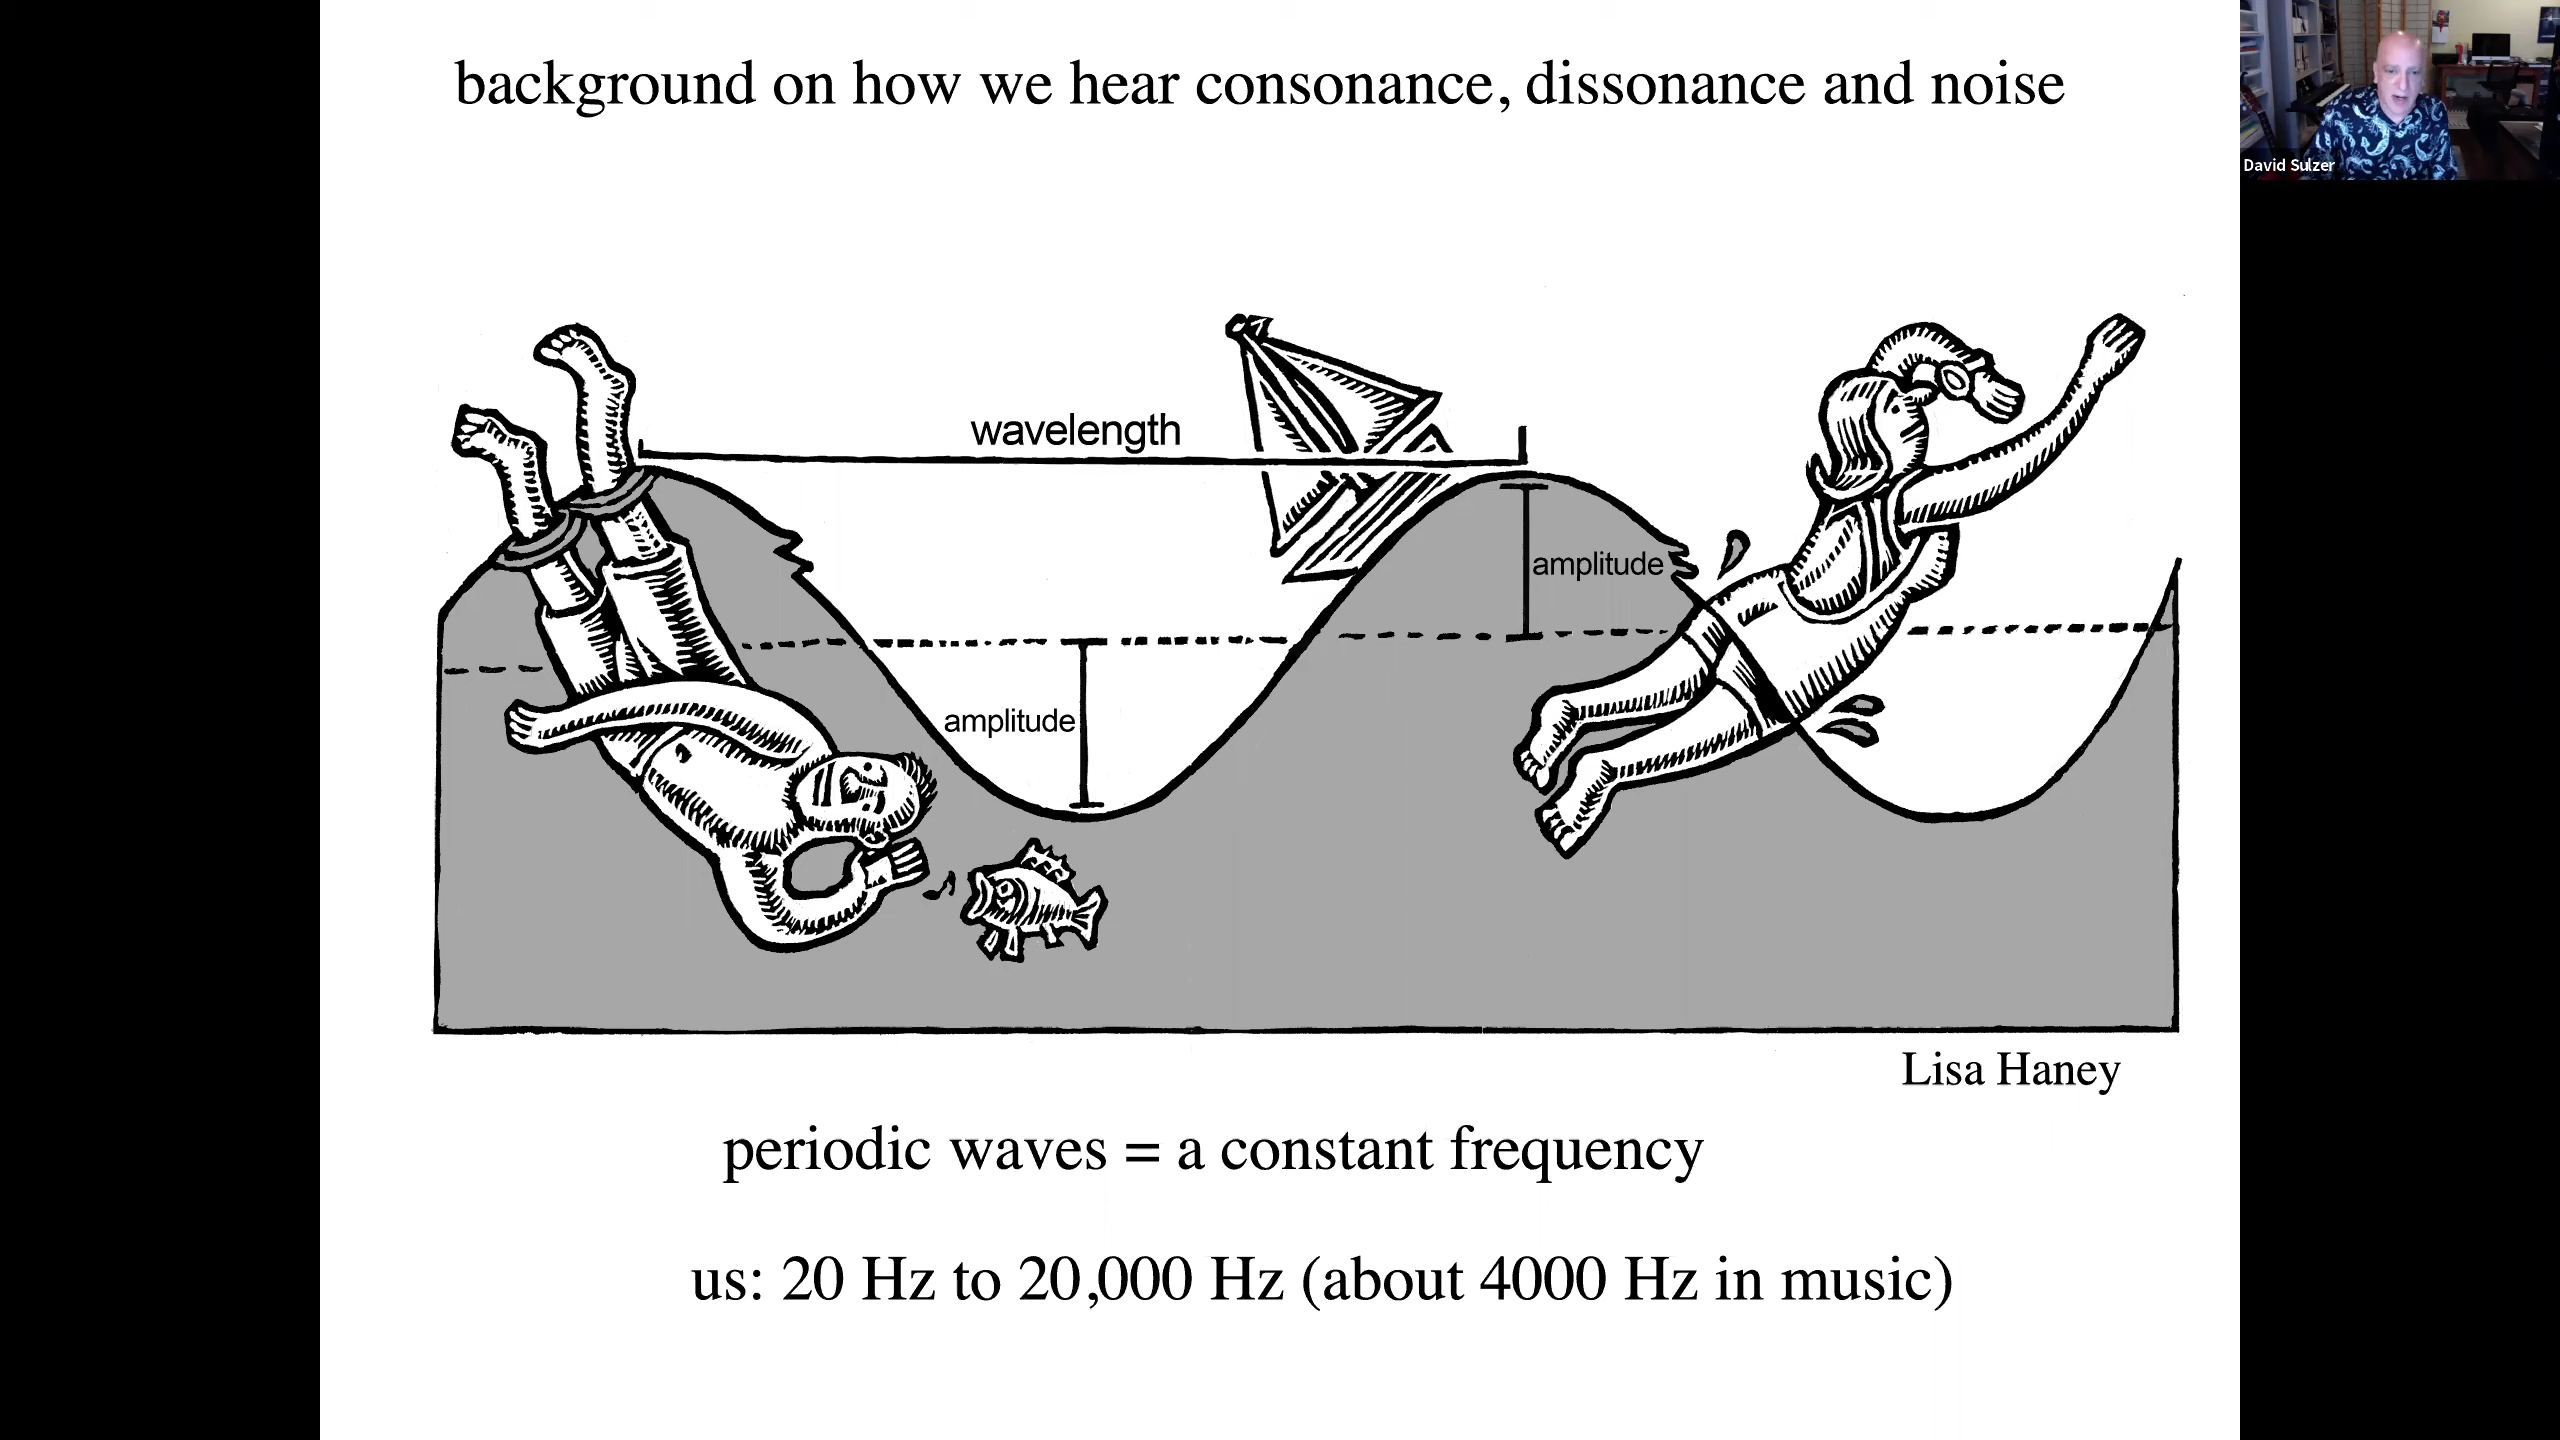 background on how we hear consonance, dissonance and noise
David Sulzer
wavelength
amplitude
amplitude
Lisa Haney
periodic waves = a constant frequency
us: 20 Hz to 20,000 Hz (about 4000 Hz in music)